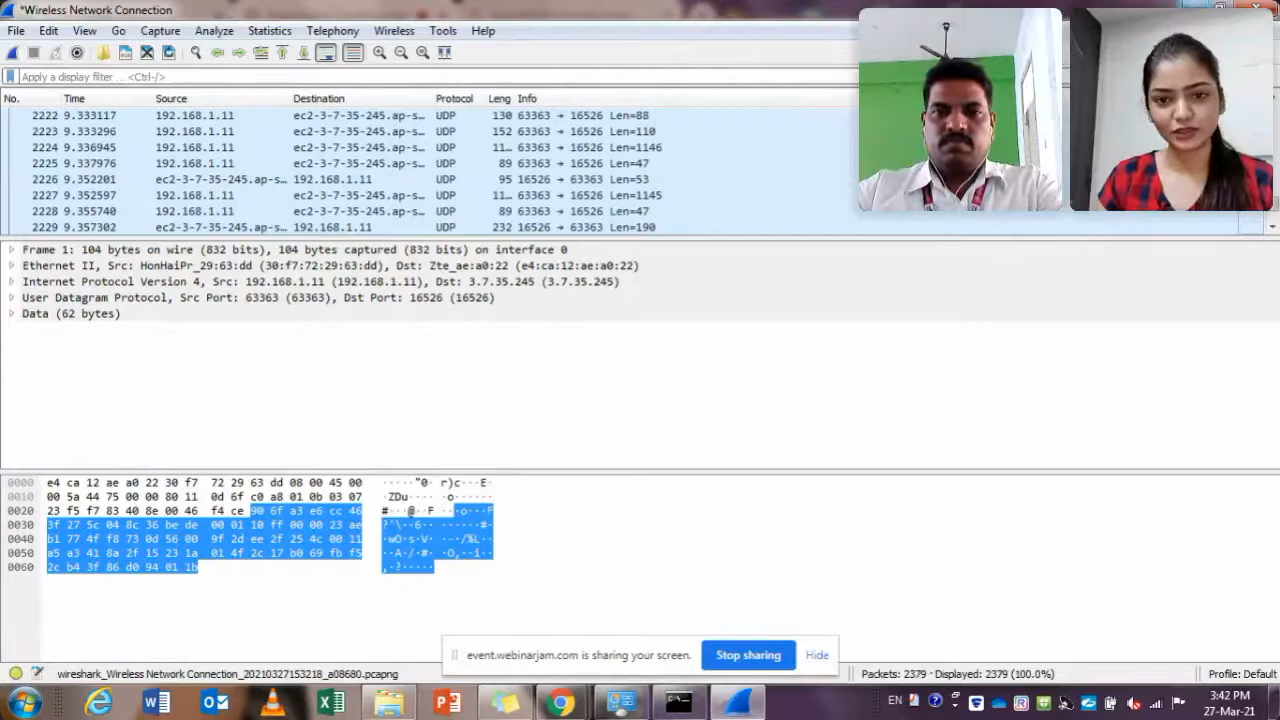 *Wireless Network Connection
File Edit View Go Capture Analyze Statistics Telephony Wireless Tools Help
Apply a display filter ... <Ctrl-/>
No. Time Source Destination Protocol Leng Info
2222 9.333117 192.168.1.11 ec2-3-7-35-245.ap-s… UDP 130 63363 → 16526 Len=88
2223 9.333296 192.168.1.11 ec2-3-7-35-245.ap-s… UDP 152 63363 → 16526 Len=110
2224 9.336945 192.168.1.11 ec2-3-7-35-245.ap-s… UDP 11… 63363 → 16526 Len=1146
2225 9.337976 192.168.1.11 ec2-3-7-35-245.ap-s… UDP 89 63363 → 16526 Len=47
2226 9.352201 ec2-3-7-35-245.ap-s… 192.168.1.11 UDP 95 16526 → 63363 Len=53
2227 9.352597 192.168.1.11 ec2-3-7-35-245.ap-s… UDP 11… 63363 → 16526 Len=1145
2228 9.355740 192.168.1.11 ec2-3-7-35-245.ap-s… UDP 89 63363 → 16526 Len=47
2229 9.357302 ec2-3-7-35-245.ap-s… 192.168.1.11 UDP 232 16526 → 63363 Len=190
Frame 1: 104 bytes on wire (832 bits), 104 bytes captured (832 bits) on interface 0
Ethernet II, Src: HonHaiPr_29:63:dd (30:f7:72:29:63:dd), Dst: Zte_ae:a0:22 (e4:ca:12:ae:a0:22)
Internet Protocol Version 4, Src: 192.168.1.11 (192.168.1.11), Dst: 3.7.35.245 (3.7.35.245)
User Datagram Protocol, Src Port: 63363 (63363), Dst Port: 16526 (16526)
Data (62 bytes)
0000 e4 ca 12 ae a0 22 30 f7 72 29 63 dd 08 00 45 00 ·····"0· r)c···E·
0010 00 5a 44 75 00 00 80 11 0d 6f c0 a8 01 0b 03 07 ·ZDu···· ·o······
0020 23 f5 f7 83 40 8e 00 46 f4 ce 90 6f a3 e6 cc 46 #···@··F ···o···F
0030 3f 27 5c 04 8c 36 be de 00 01 10 ff 00 00 23 ae ?'\··6·· ······#·
0040 b1 77 4f f8 73 0d 56 00 9f 2d ee 2f 25 4c 00 11 ·wO·s·V· ·-·/%L··
0050 a5 a3 41 8a 2f 15 23 1a 01 4f 2c 17 b0 69 fb f5 ··A·/·#· ·O,··i··
0060 2c b4 3f 86 d0 94 01 1b ,·?·····
event.webinarjam.com is sharing your screen. Stop sharing Hide
wireshark_Wireless Network Connection_20210327153218_a08680.pcapng Packets: 2379 · Displayed: 2379 (100.0%) Profile: Default
EN 3:42 PM
27-Mar-21